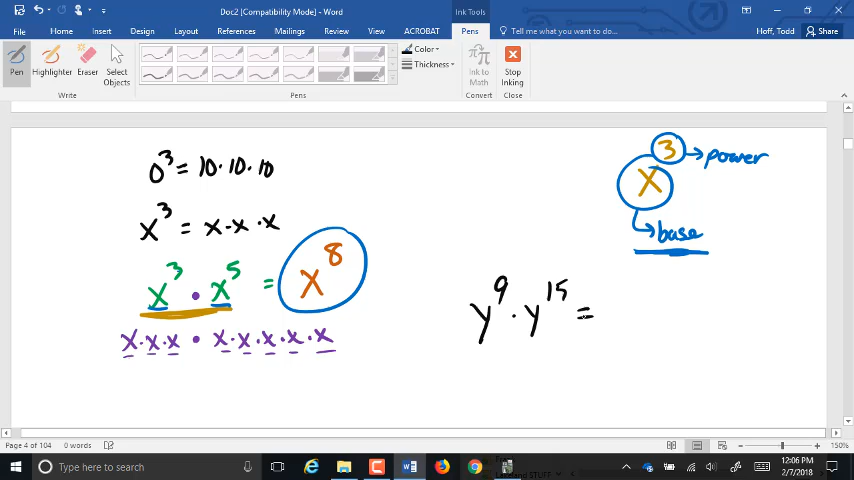 Doc2 [Compatibility Mode] - Word
Ink Tools
Hoff, Todd
File Home Insert Design Layout References Mailings Review View ACROBAT Pens Tell me what you want to do... Share
Pen Highlighter Eraser Select Objects
Color Thickness
Ink to Math
Stop Inking
Write Pens Convert Close
0³ = 10·10·10
x³ = x·x·x
x³ · x⁵ = x⁸
x·x·x · x·x·x·x·x
x³ → power
→ base
y⁹ · y¹⁵ =
Page 4 of 104 0 words 150%
Type here to search
12:06 PM
2/7/2018